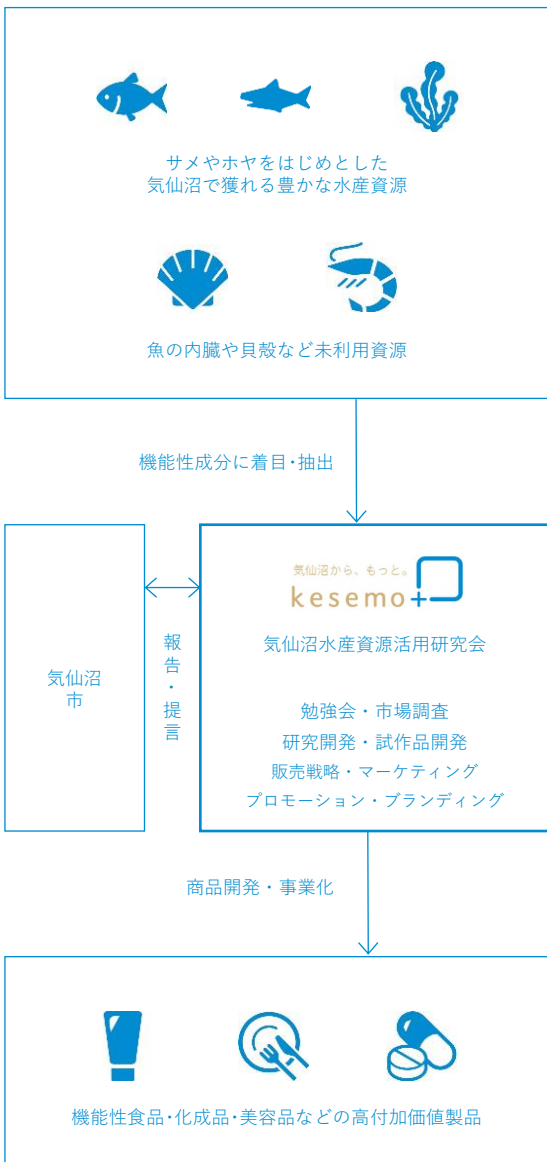 サメやホヤをはじめとした
気仙沼で獲れる豊かな水産資源
魚の内臓や貝殻など未利用資源
機能性成分に着目・抽出
気仙沼
市
報告・提言
気仙沼から、もっと。
kesemo
気仙沼水産資源活用研究会
勉強会・市場調査
研究開発・試作品開発
販売戦略・マーケティング
プロモーション・ブランディング
商品開発・事業化
機能性食品・化成品・美容品などの高付加価値製品